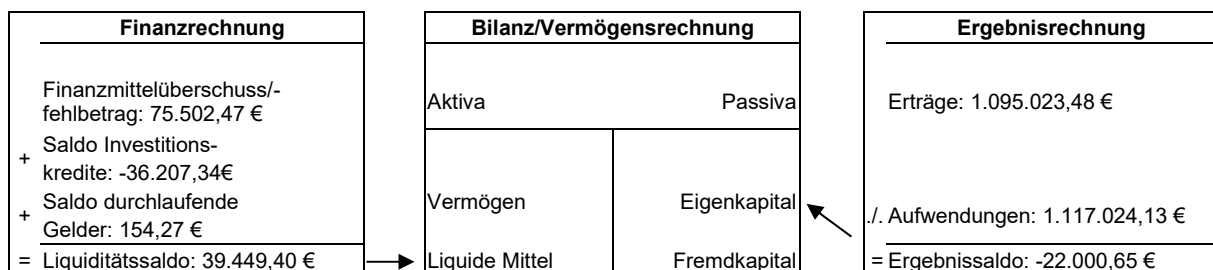 Finanzrechnung
Finanzmittelüberschuss/-
fehlbetrag: 75.502,47 €
+ Saldo Investitions-
kredite: -36.207,34€
+ Saldo durchlaufende
Gelder: 154,27 €
= Liquiditätssaldo: 39.449,40 €
Bilanz/Vermögensrechnung
Aktiva Passiva
Vermögen Eigenkapital
Liquide Mittel Fremdkapital
Ergebnisrechnung
Erträge: 1.095.023,48 €
./. Aufwendungen: 1.117.024,13 €
= Ergebnissaldo: -22.000,65 €